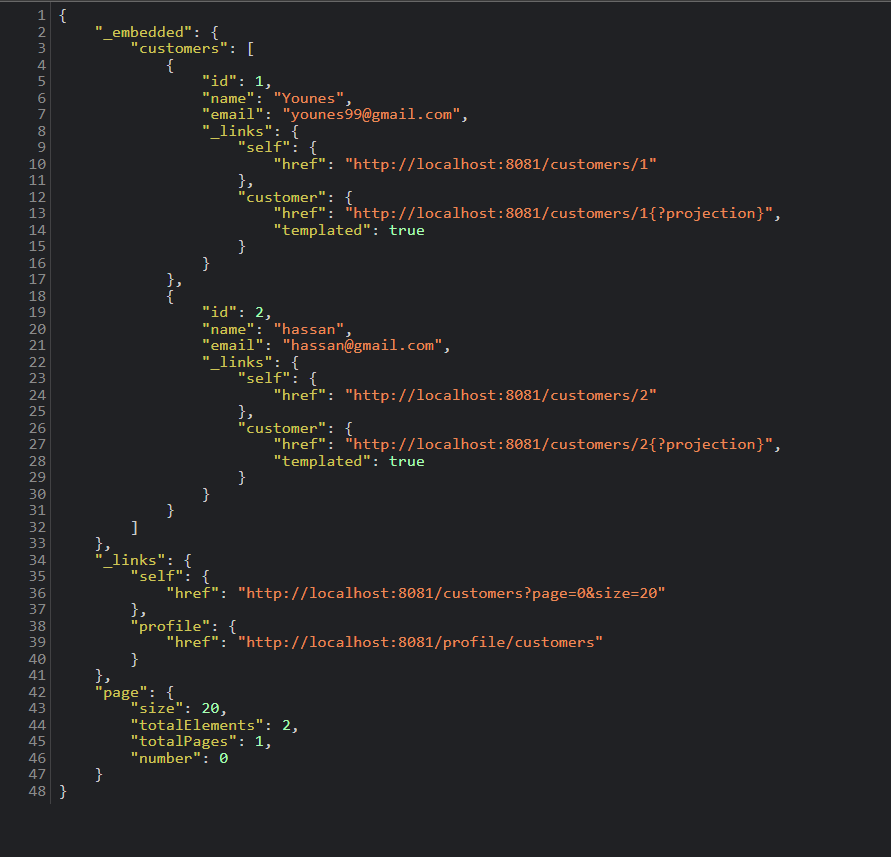 1 {
2     "_embedded": {
3         "customers": [
4             {
5                 "id": 1,
6                 "name": "Younes",
7                 "email": "younes99@gmail.com",
8                 "_links": {
9                     "self": {
10                         "href": "http://localhost:8081/customers/1"
11                     },
12                     "customer": {
13                         "href": "http://localhost:8081/customers/1{?projection}",
14                         "templated": true
15                     }
16                 }
17             },
18             {
19                 "id": 2,
20                 "name": "hassan",
21                 "email": "hassan@gmail.com",
22                 "_links": {
23                     "self": {
24                         "href": "http://localhost:8081/customers/2"
25                     },
26                     "customer": {
27                         "href": "http://localhost:8081/customers/2{?projection}",
28                         "templated": true
29                     }
30                 }
31             }
32         ]
33     },
34     "_links": {
35         "self": {
36             "href": "http://localhost:8081/customers?page=0&size=20"
37         },
38         "profile": {
39             "href": "http://localhost:8081/profile/customers"
40         }
41     },
42     "page": {
43         "size": 20,
44         "totalElements": 2,
45         "totalPages": 1,
46         "number": 0
47     }
48 }